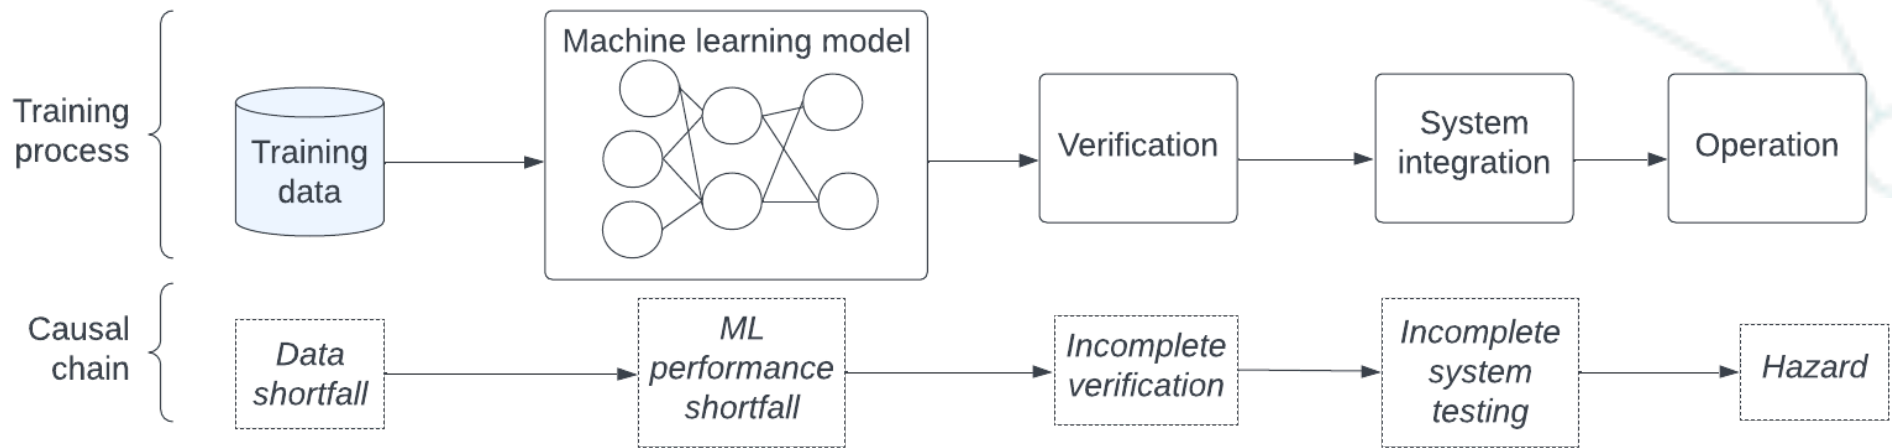 Training
process
Training
data
Machine learning model
Verification
System
integration
Operation
Causal
chain
Data
shortfall
ML
performance
shortfall
Incomplete
verification
Incomplete
system
testing
Hazard